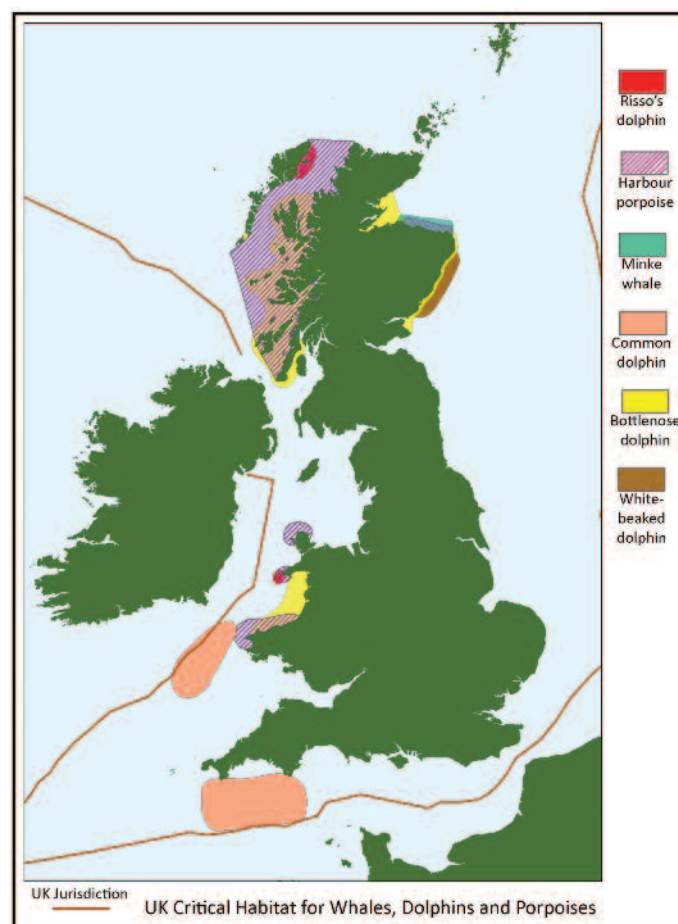 Risso's
dolphin
Harbour
porpoise
Minke
whale
Common
dolphin
Bottlenose
dolphin
White-
beaked
dolphin
UK Jurisdiction
UK Critical Habitat for Whales, Dolphins and Porpoises